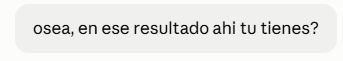 osea, en ese resultado ahi tu tienes?